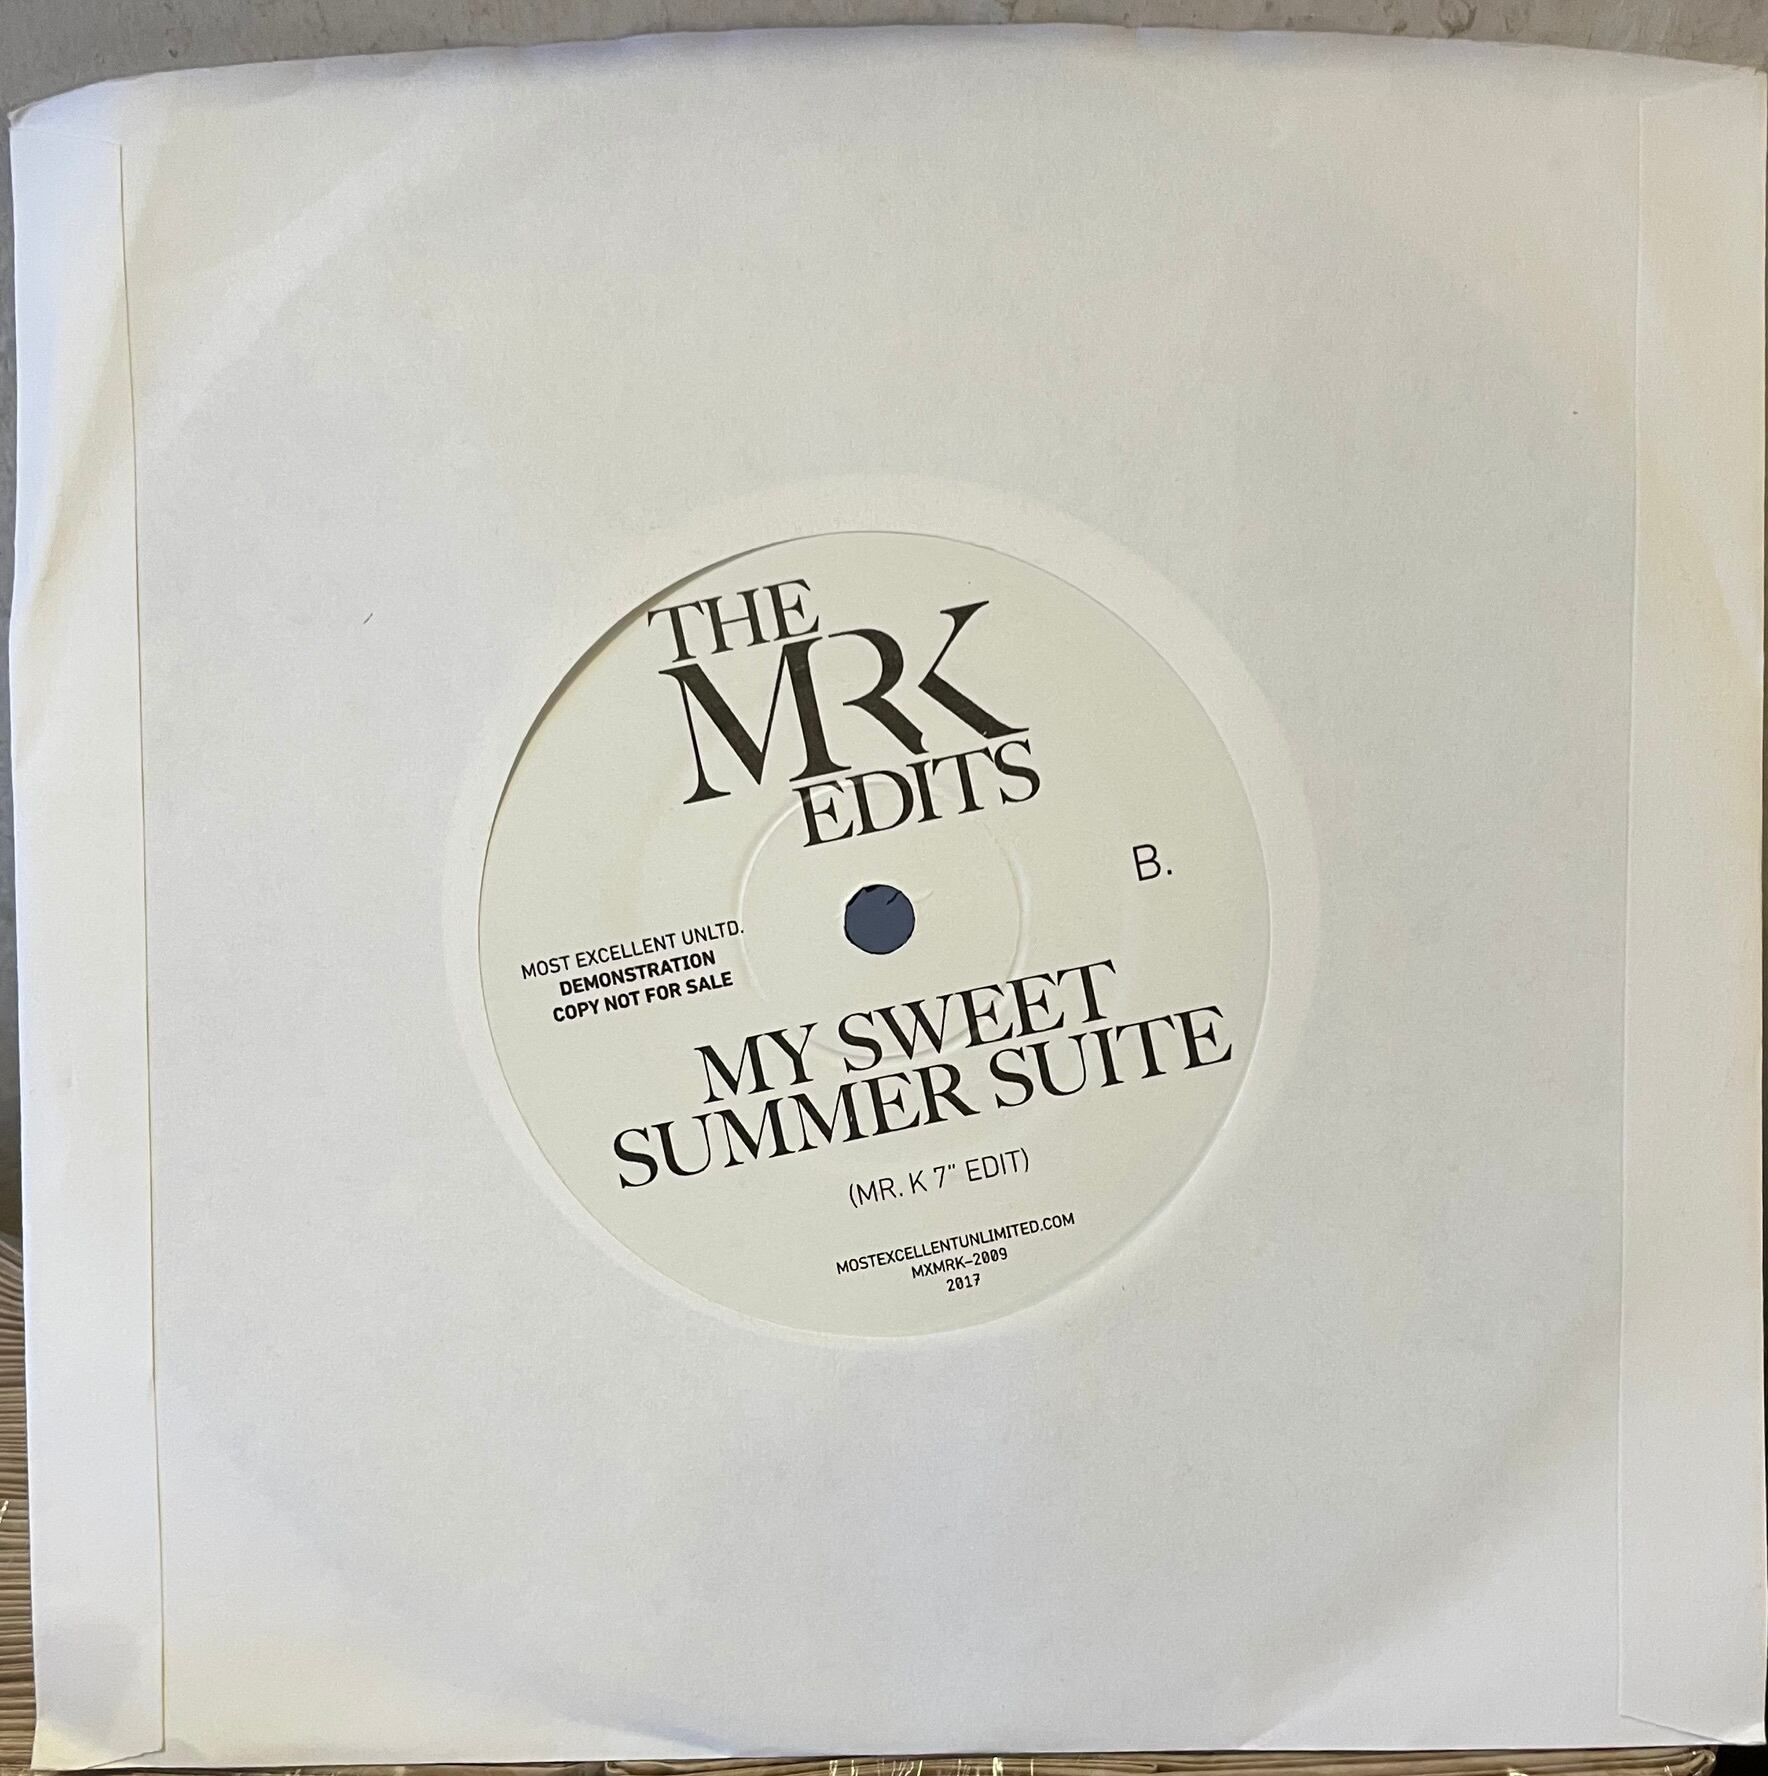 THE
MRK
EDITS
B.
MOST EXCELLENT UNLTD.
DEMONSTRATION
COPY NOT FOR SALE
MY SWEET
SUMMER SUITE
(MR. K 7" EDIT)
MOSTEXCELLENTUNLIMITED.COM
MXMRK-2009
2017